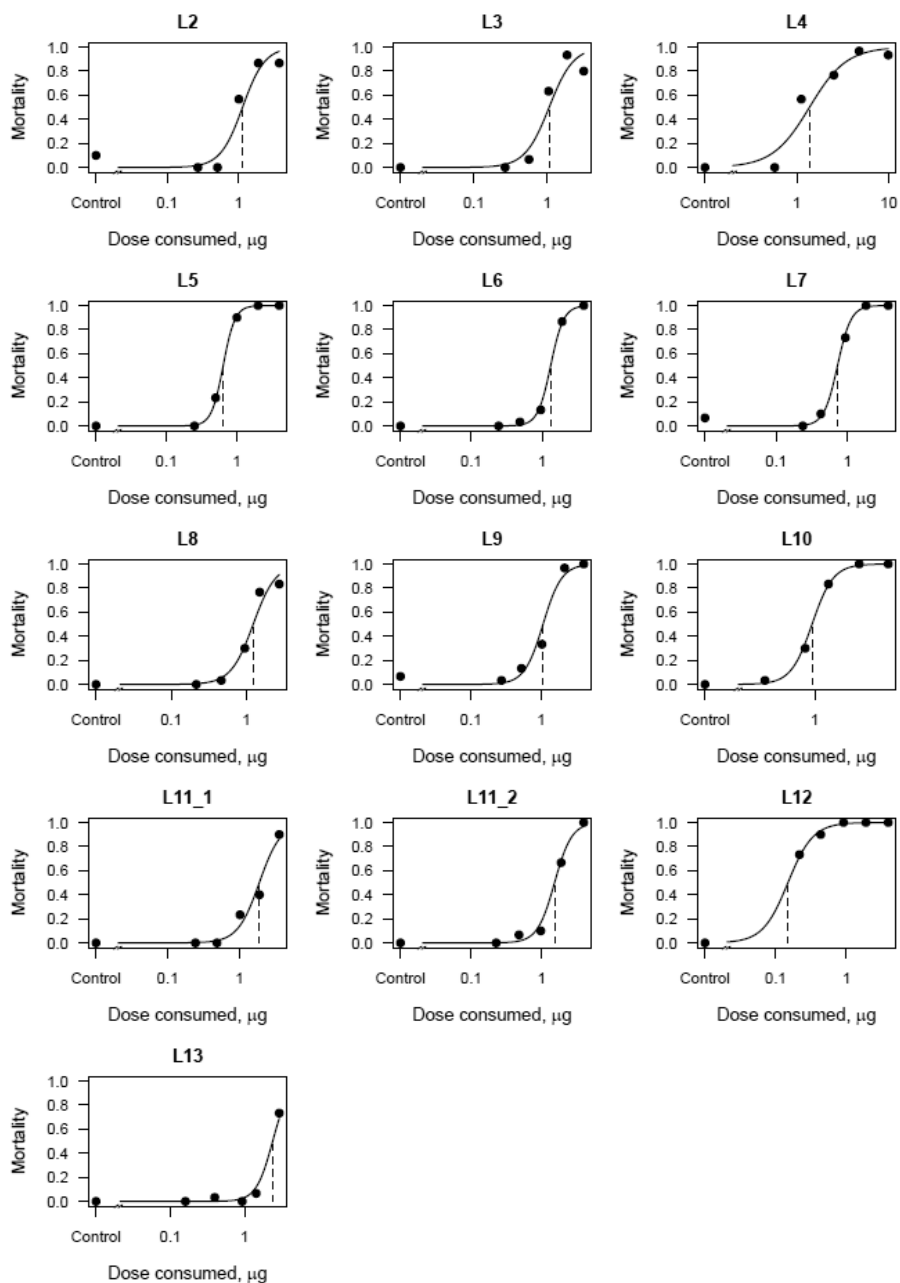 L2 L3 L4
1.0 1.0 1.0
0.8 0.8 0.8
0.6 0.6 0.6
0.4 0.4 0.4
0.2 0.2 0.2
0.0 0.0 0.0
Mortality Mortality Mortality
Control 0.1 1 Control 0.1 1 Control 1 10
Dose consumed, μg Dose consumed, μg Dose consumed, μg
L5 L6 L7
1.0 1.0 1.0
0.8 0.8 0.8
0.6 0.6 0.6
0.4 0.4 0.4
0.2 0.2 0.2
0.0 0.0 0.0
Mortality Mortality Mortality
Control 0.1 1 Control 0.1 1 Control 0.1 1
Dose consumed, μg Dose consumed, μg Dose consumed, μg
L8 L9 L10
1.0 1.0 1.0
0.8 0.8 0.8
0.6 0.6 0.6
0.4 0.4 0.4
0.2 0.2 0.2
0.0 0.0 0.0
Mortality Mortality Mortality
Control 0.1 1 Control 0.1 1 Control 1
Dose consumed, μg Dose consumed, μg Dose consumed, μg
L11_1 L11_2 L12
1.0 1.0 1.0
0.8 0.8 0.8
0.6 0.6 0.6
0.4 0.4 0.4
0.2 0.2 0.2
0.0 0.0 0.0
Mortality Mortality Mortality
Control 0.1 1 Control 0.1 1 Control 0.1 1
Dose consumed, μg Dose consumed, μg Dose consumed, μg
L13
1.0
0.8
0.6
0.4
0.2
0.0
Mortality
Control 0.1 1
Dose consumed, μg